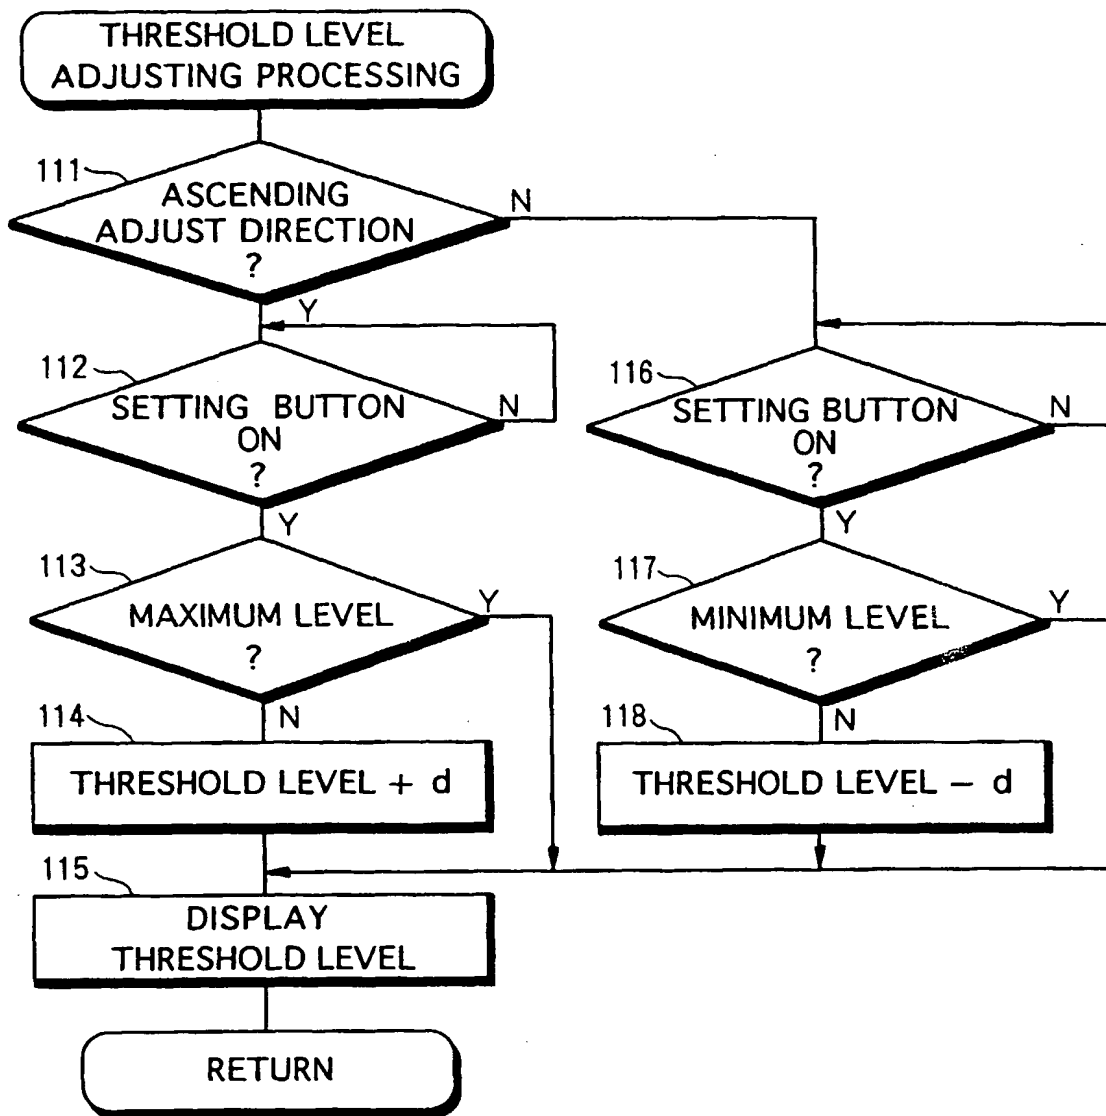 THRESHOLD LEVEL
ADJUSTING PROCESSING
111
ASCENDING
ADJUST DIRECTION
?
N
Y
112
SETTING BUTTON
ON
?
N
Y
113
MAXIMUM LEVEL
?
Y
N
114
THRESHOLD LEVEL + d
115
DISPLAY
THRESHOLD LEVEL
RETURN
116
SETTING BUTTON
ON
?
N
Y
117
MINIMUM LEVEL
?
Y
N
118
THRESHOLD LEVEL − d